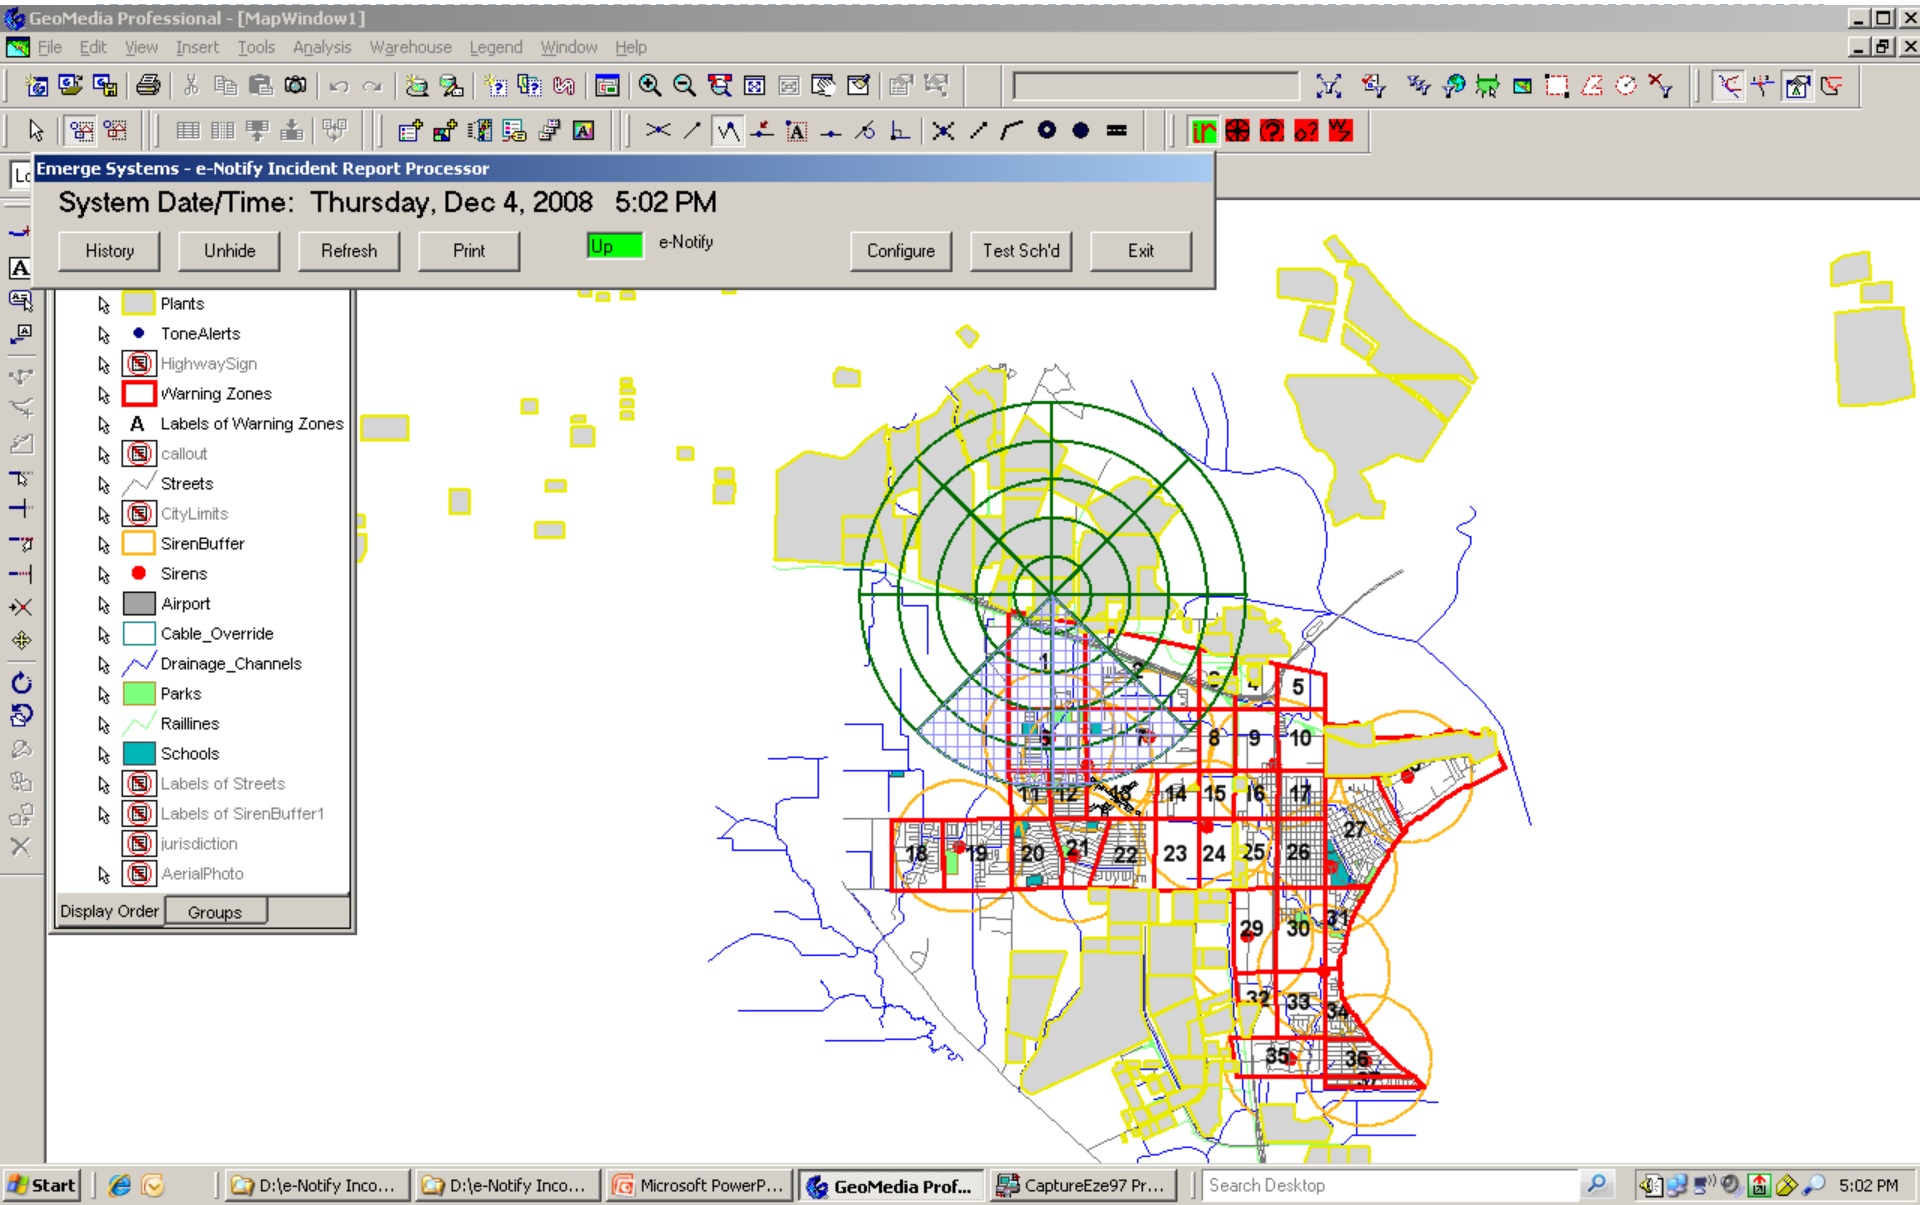 GeoMedia Professional - [MapWindow1]
File Edit View Insert Tools Analysis Warehouse Legend Window Help
Emerge Systems - e-Notify Incident Report Processor
System Date/Time: Thursday, Dec 4, 2008 5:02 PM
History Unhide Refresh Print Up e-Notify Configure Test Sch'd Exit
Plants
ToneAlerts
HighwaySign
Warning Zones
A Labels of Warning Zones
callout
Streets
CityLimits
SirenBuffer
Sirens
Airport
Cable_Override
Drainage_Channels
Parks
Raillines
Schools
Labels of Streets
Labels of SirenBuffer1
jurisdiction
AerialPhoto
Display Order Groups
1 2 3 4 5
6 7 8 9 10
11 12 13 14 15 16 17
18 19 20 21 22 23 24 25 26 27
29 30 31
32 33 34
35 36
37
Start D:\e-Notify Inco... D:\e-Notify Inco... Microsoft PowerP... GeoMedia Prof... CaptureEze97 Pr... Search Desktop 5:02 PM